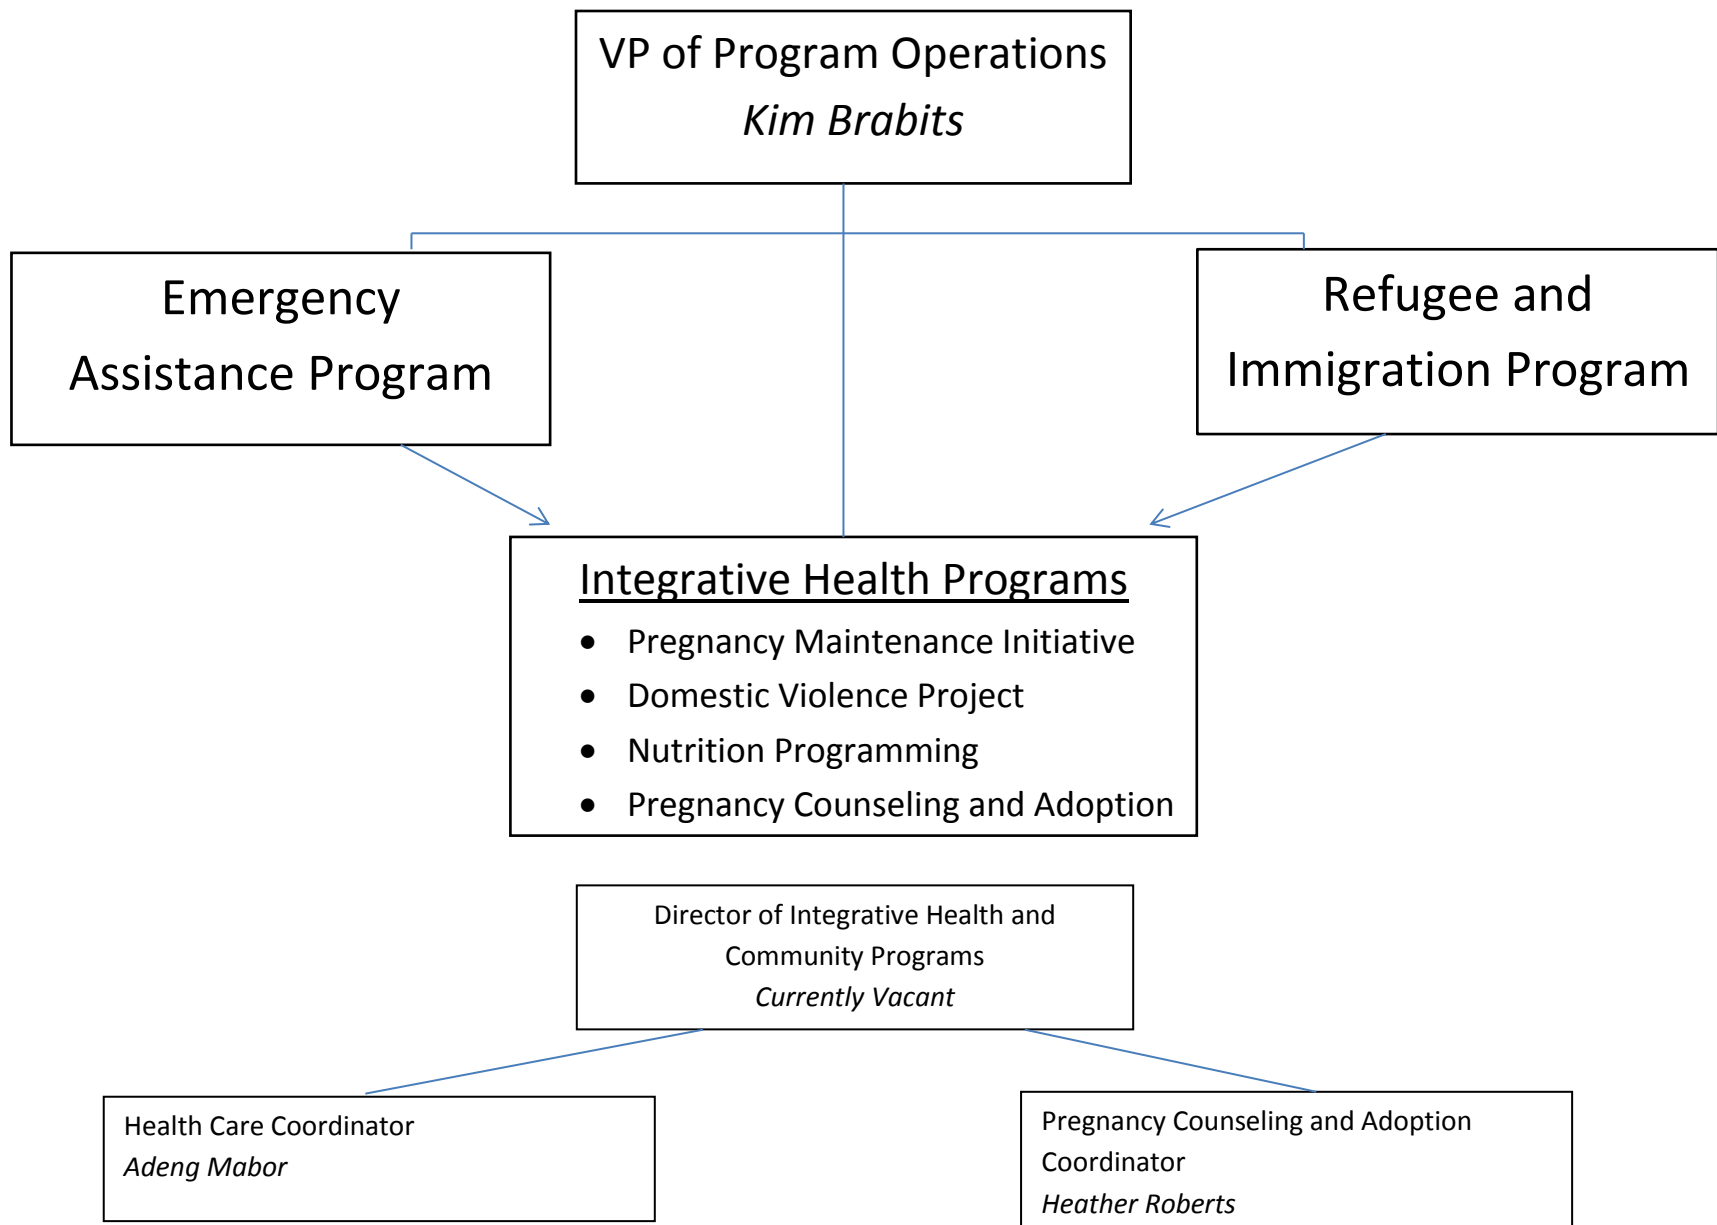 VP of Program Operations
Kim Brabits
Emergency
Assistance Program
Refugee and
Immigration Program
Integrative Health Programs
• Pregnancy Maintenance Initiative
• Domestic Violence Project
• Nutrition Programming
• Pregnancy Counseling and Adoption
Director of Integrative Health and
Community Programs
Currently Vacant
Health Care Coordinator
Adeng Mabor
Pregnancy Counseling and Adoption
Coordinator
Heather Roberts